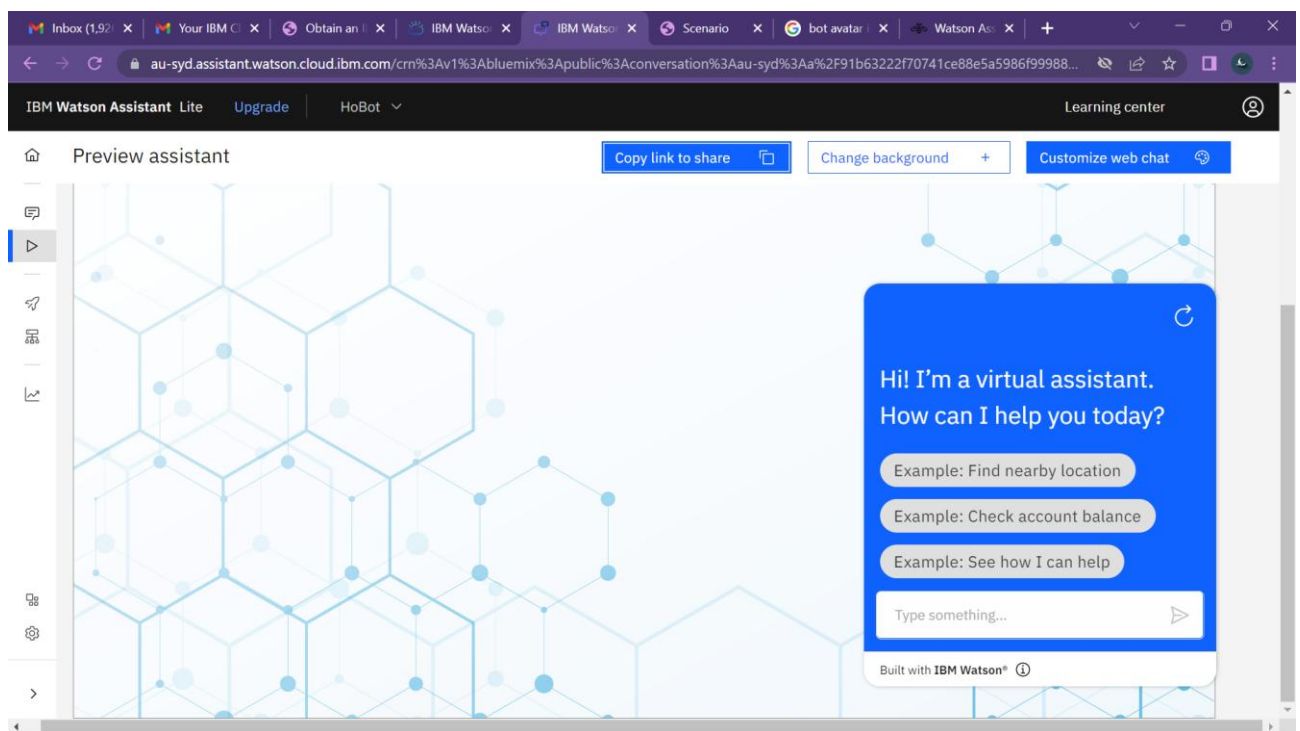 Inbox (1,92
Your IBM Cl
Obtain an I
IBM Watso
IBM Watso
Scenario
bot avatar
Watson Ass
au-syd.assistant.watson.cloud.ibm.com/crn%3Av1%3Abluemix%3Apublic%3Aconversation%3Aau-syd%3Aa%2F91b63222f70741ce88e5a5986f99988...
IBM Watson Assistant Lite Upgrade HoBot Learning center
Preview assistant Copy link to share Change background + Customize web chat
Hi! I’m a virtual assistant.
How can I help you today?
Example: Find nearby location
Example: Check account balance
Example: See how I can help
Type something...
Built with IBM Watson®